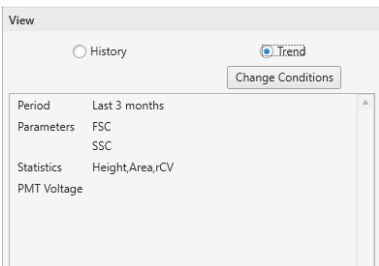 View
History Trend
Change Conditions
Period Last 3 months
Parameters FSC
SSC
Statistics Height,Area,rCV
PMT Voltage